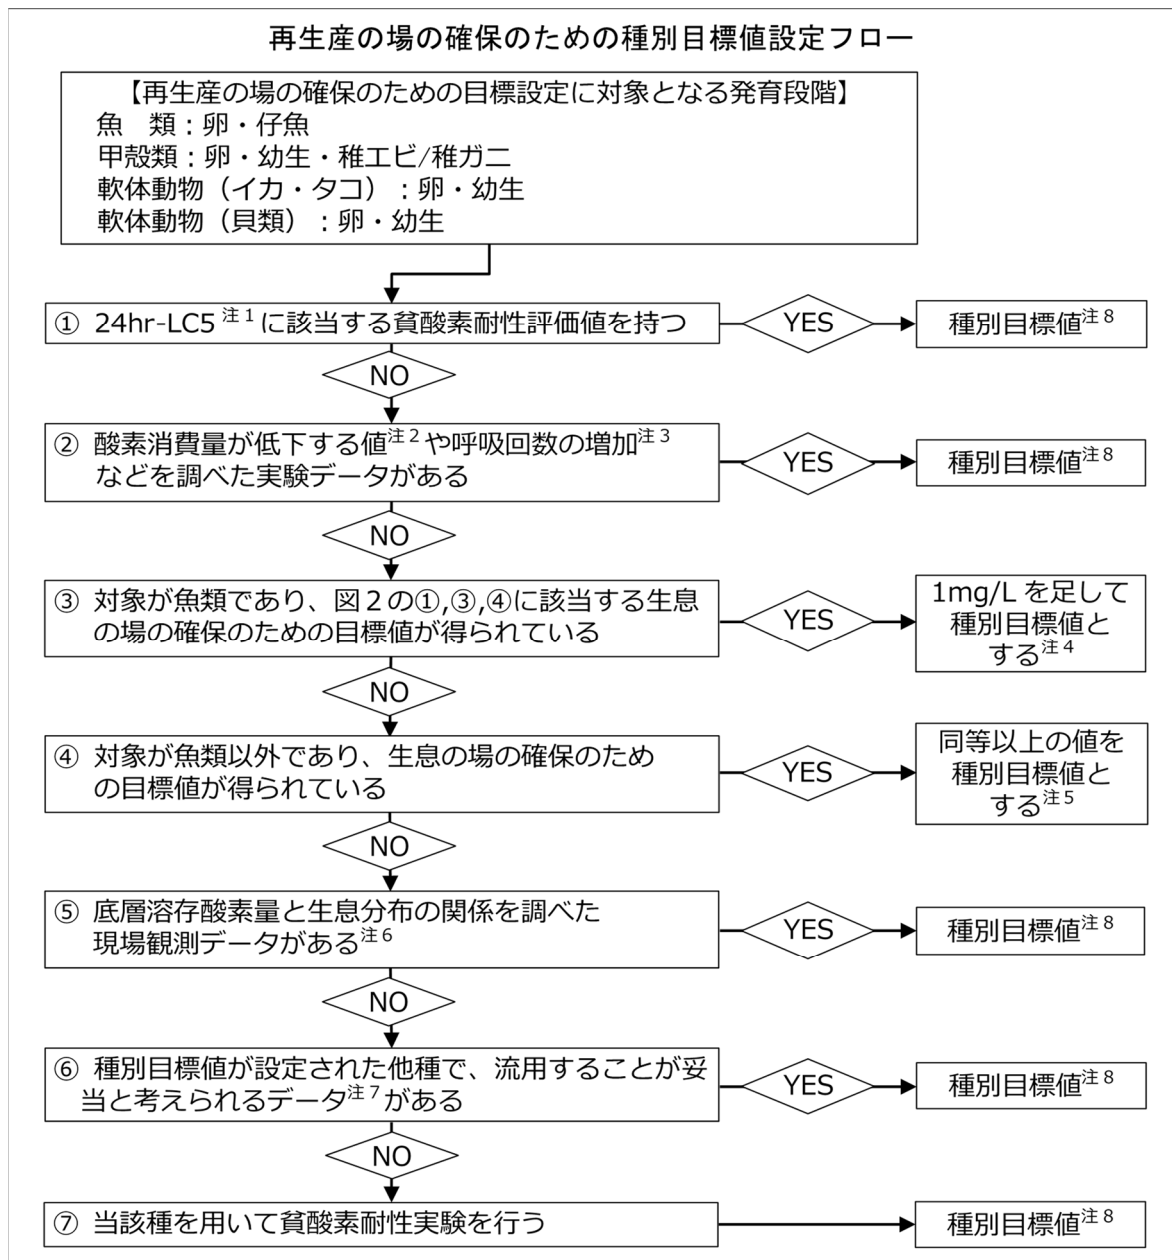 再生産の場の確保のための種別目標値設定フロー
【再生産の場の確保のための目標設定に対象となる発育段階】
魚　類：卵・仔魚
甲殻類：卵・幼生・稚エビ/稚ガニ
軟体動物（イカ・タコ）：卵・幼生
軟体動物（貝類）：卵・幼生
① 24hr-LC5注１に該当する貧酸素耐性評価値を持つ
YES
種別目標値注８
NO
② 酸素消費量が低下する値注２や呼吸回数の増加注３
などを調べた実験データがある
YES
種別目標値注８
NO
③ 対象が魚類であり、図２の①,③,④に該当する生息
の場の確保のための目標値が得られている
YES
1mg/L を足して
種別目標値と
する注４
NO
④ 対象が魚類以外であり、生息の場の確保のため
の目標値が得られている
YES
同等以上の値を
種別目標値と
する注５
NO
⑤ 底層溶存酸素量と生息分布の関係を調べた
現場観測データがある注６
YES
種別目標値注８
NO
⑥ 種別目標値が設定された他種で、流用することが妥
当と考えられるデータ注７がある
YES
種別目標値注８
NO
⑦ 当該種を用いて貧酸素耐性実験を行う
種別目標値注８